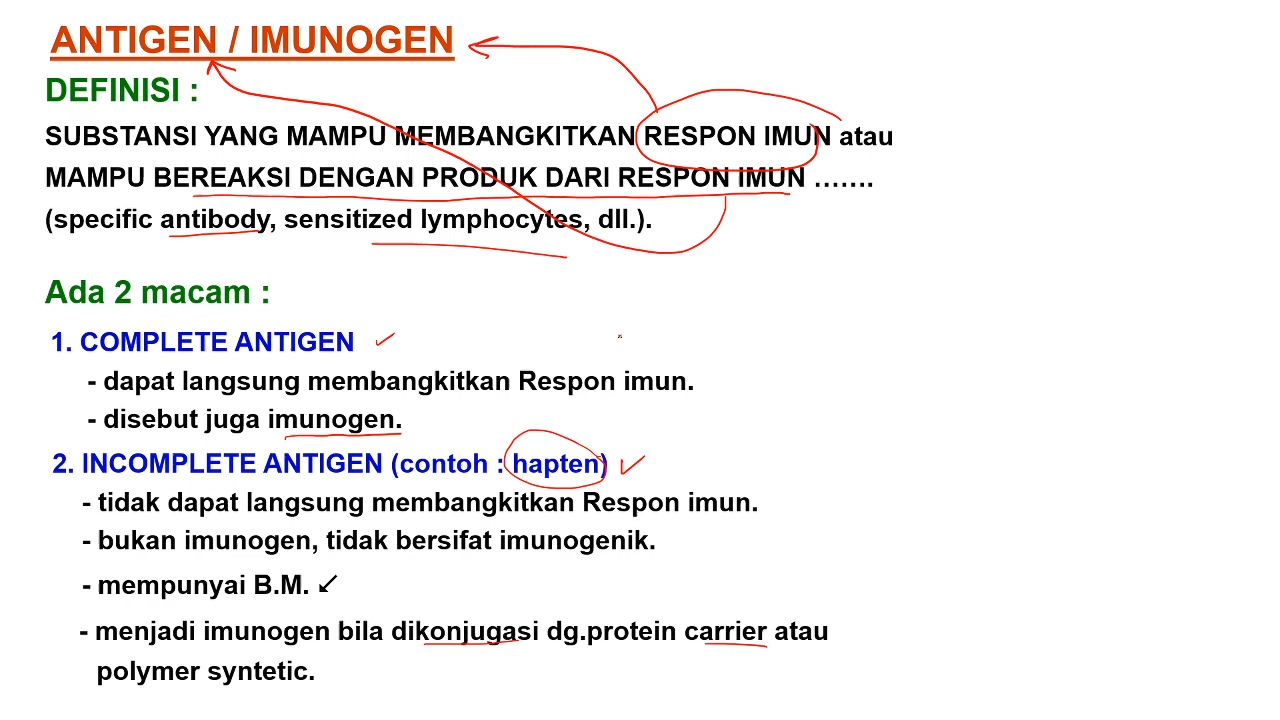 ANTIGEN / IMUNOGEN
DEFINISI :
SUBSTANSI YANG MAMPU MEMBANGKITKAN RESPON IMUN atau
MAMPU BEREAKSI DENGAN PRODUK DARI RESPON IMUN …….
(specific antibody, sensitized lymphocytes, dll.).
Ada 2 macam :
1. COMPLETE ANTIGEN
- dapat langsung membangkitkan Respon imun.
- disebut juga imunogen.
2. INCOMPLETE ANTIGEN (contoh : hapten)
- tidak dapat langsung membangkitkan Respon imun.
- bukan imunogen, tidak bersifat imunogenik.
- mempunyai B.M. ↙
- menjadi imunogen bila dikonjugasi dg.protein carrier atau
polymer syntetic.